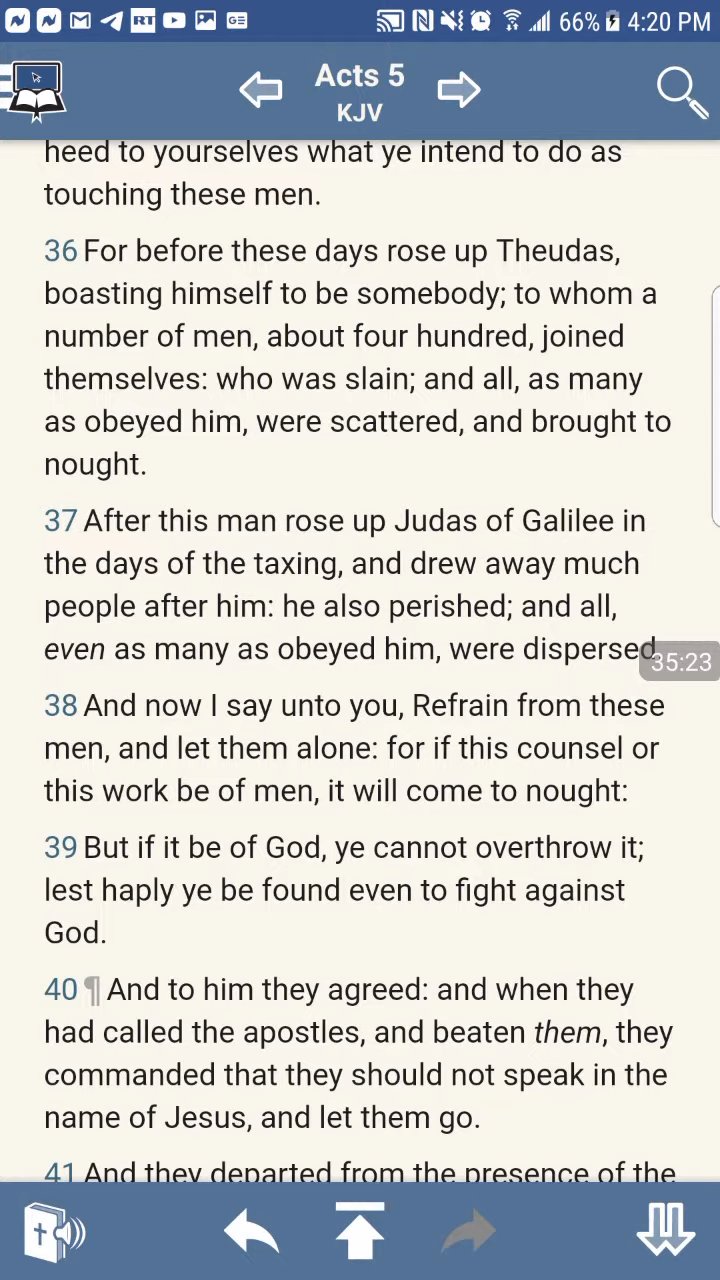 RT
GE
66%
4:20 PM
Acts 5
KJV
heed to yourselves what ye intend to do as
touching these men.
36 For before these days rose up Theudas,
boasting himself to be somebody; to whom a
number of men, about four hundred, joined
themselves: who was slain; and all, as many
as obeyed him, were scattered, and brought to
nought.
37 After this man rose up Judas of Galilee in
the days of the taxing, and drew away much
people after him: he also perished; and all,
even as many as obeyed him, were dispersed
35:23
38 And now I say unto you, Refrain from these
men, and let them alone: for if this counsel or
this work be of men, it will come to nought:
39 But if it be of God, ye cannot overthrow it;
lest haply ye be found even to fight against
God.
40 ¶ And to him they agreed: and when they
had called the apostles, and beaten them, they
commanded that they should not speak in the
name of Jesus, and let them go.
41 And they departed from the presence of the